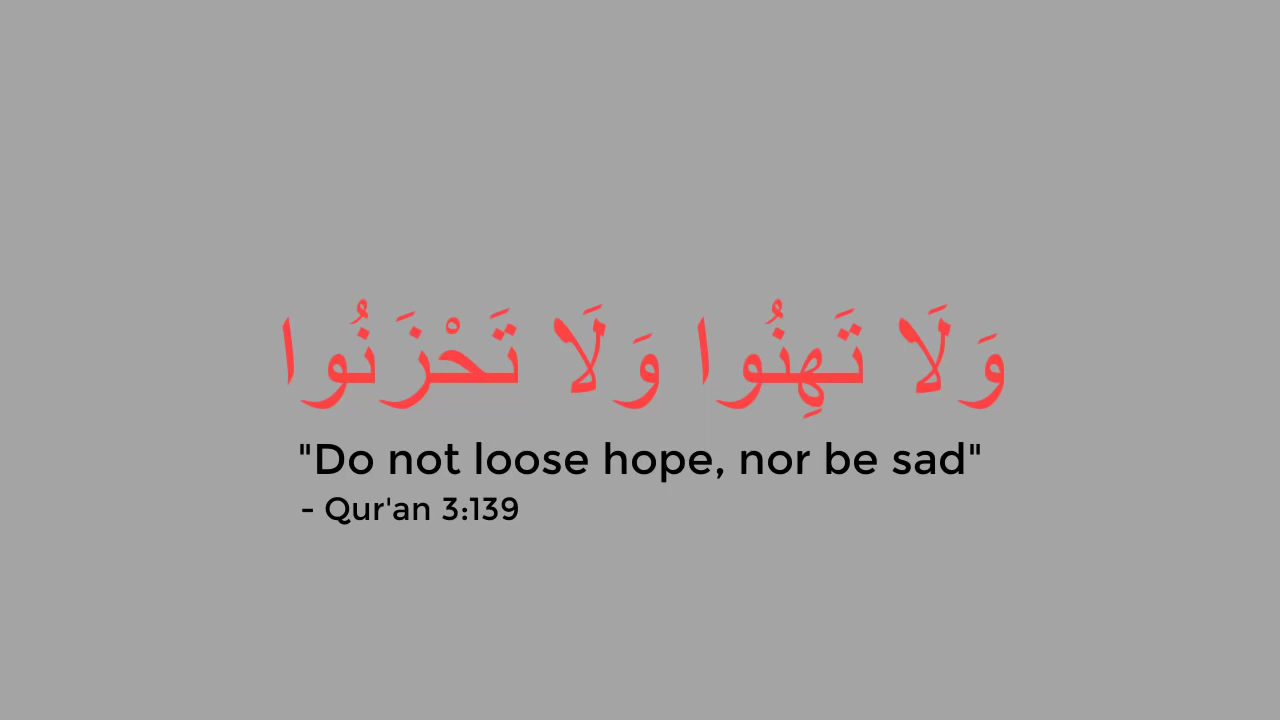 وَلَا تَهِنُوا وَلَا تَحْزَنُوا
"Do not loose hope, nor be sad"
- Qur'an 3:139